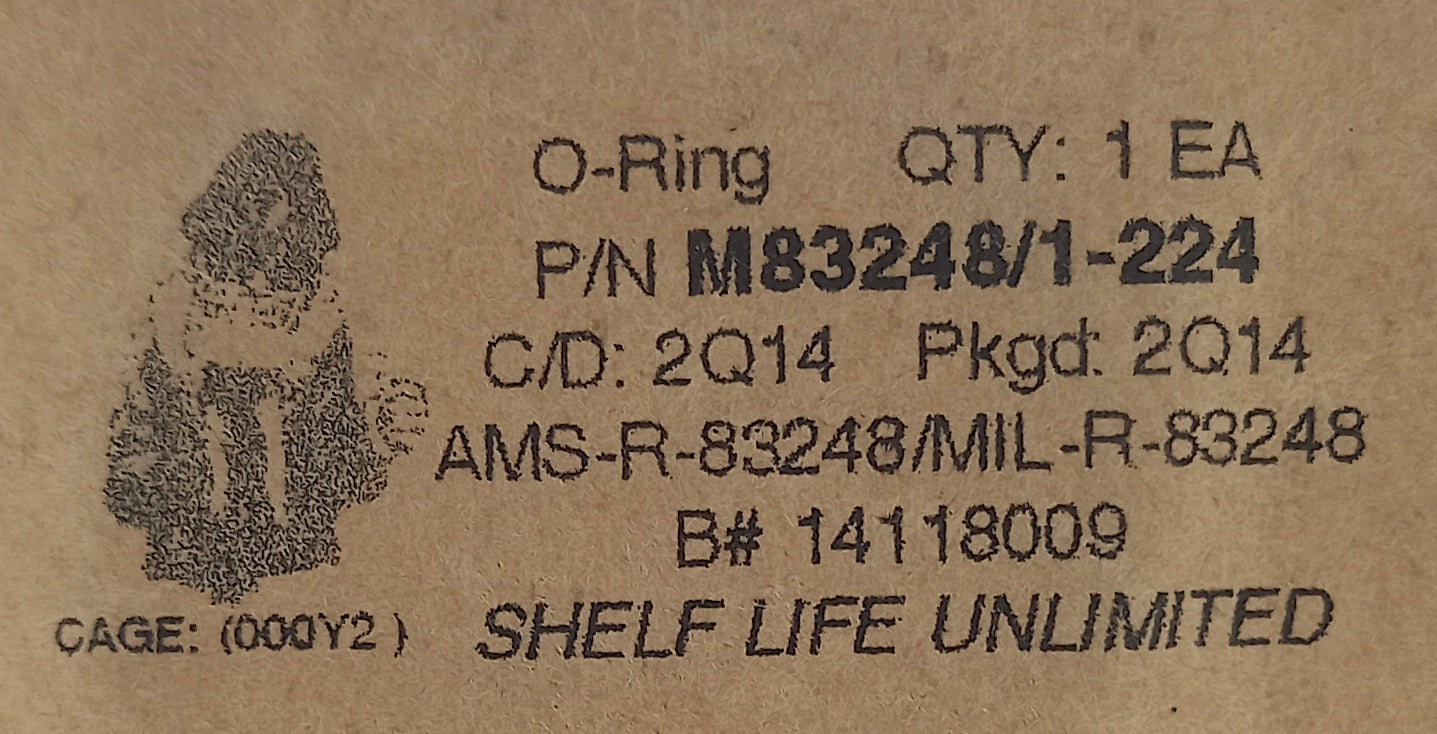 O-Ring QTY: 1 EA
P/N M83248/1-224
C/D: 2Q14 Pkgd: 2Q14
AMS-R-83248/MIL-R-83248
B# 14118009
CAGE: (000Y2 ) SHELF LIFE UNLIMITED